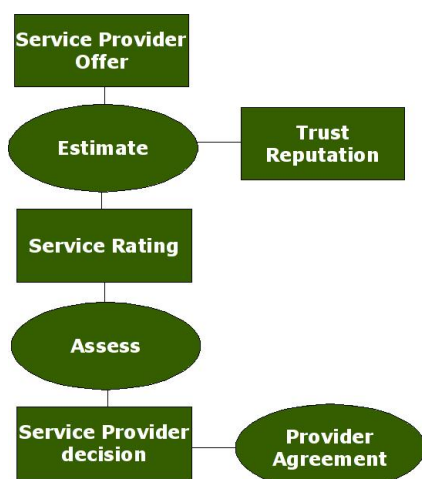 Service Provider
Offer
Estimate
Trust
Reputation
Service Rating
Assess
Service Provider
decision
Provider
Agreement